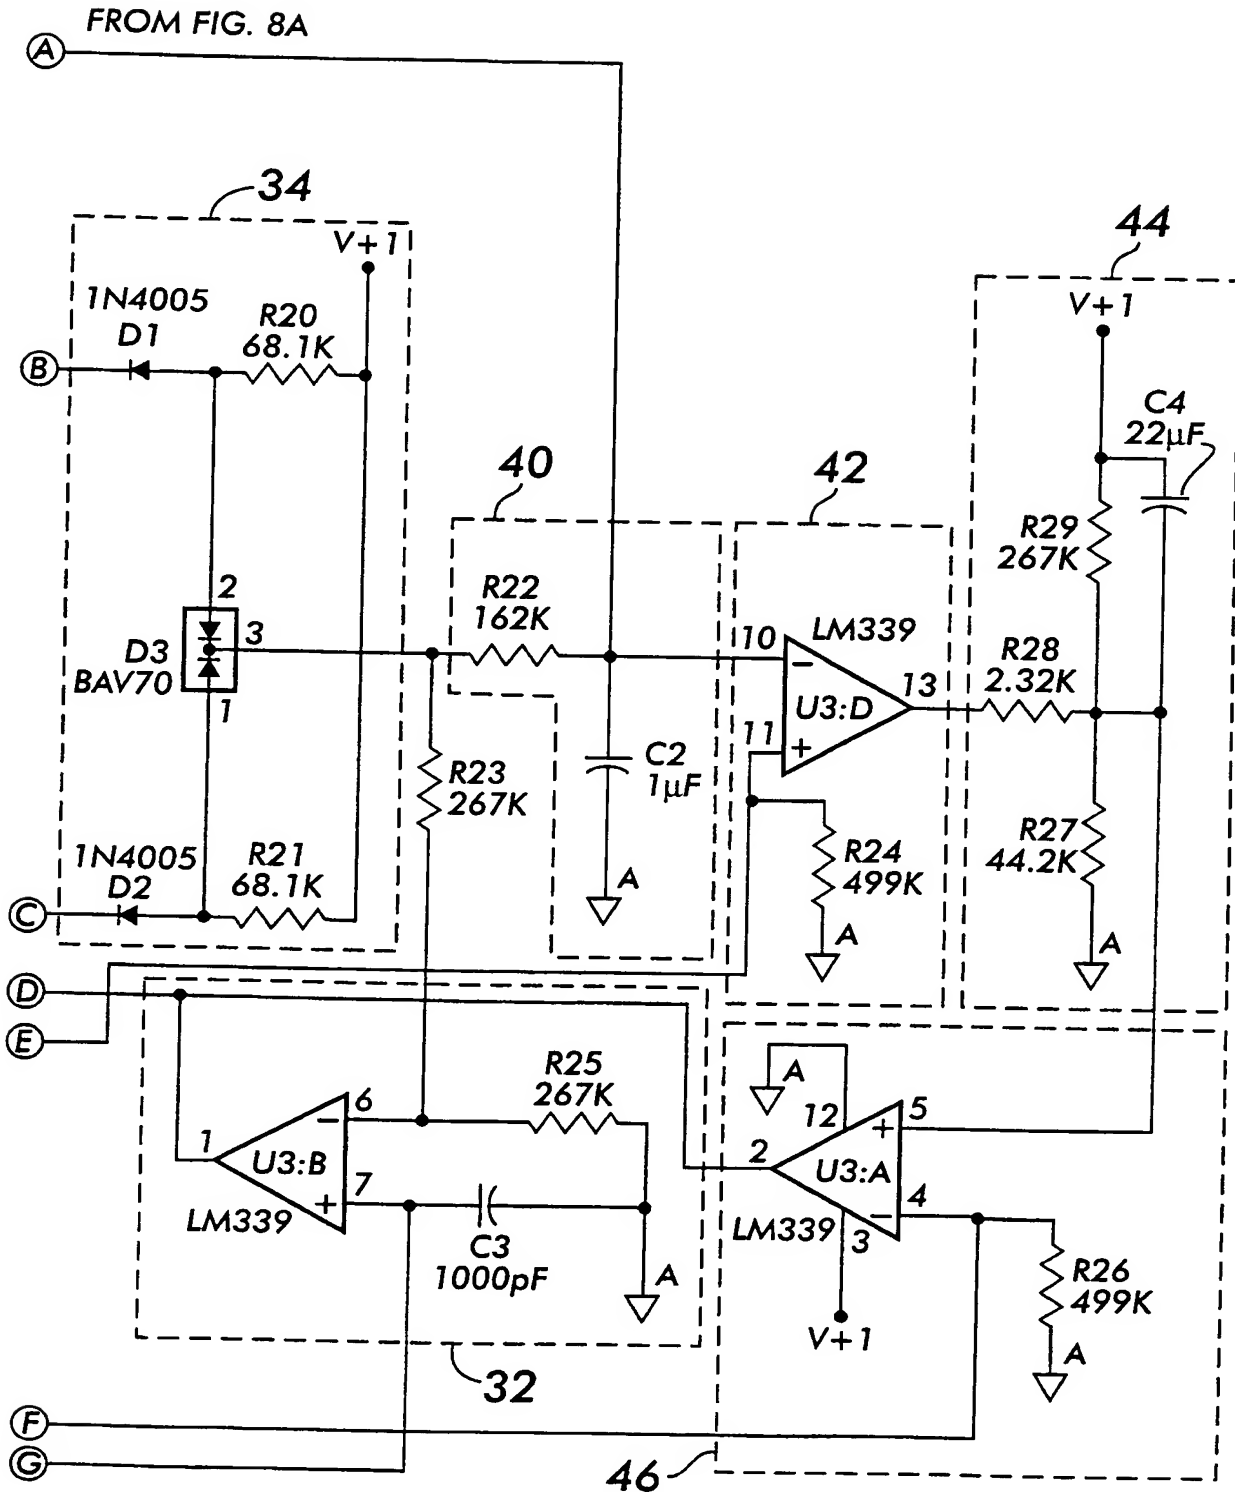 FROM FIG. 8A
A
34
V+1
44
V+1
1N4005
D1
R20
68.1K
B
C4
22µF
40
42
R29
267K
2
3
D3
BAV70
1
R22
162K
10
LM339
−
U3:D
13
11
+
R28
2.32K
R23
267K
C2
1µF
A
R24
499K
A
R27
44.2K
A
1N4005
D2
R21
68.1K
C
D
E
R25
267K
6
−
1
U3:B
7
+
LM339
C3
1000pF
A
A
12
5
+
2
U3:A
4
−
LM339
3
V+1
R26
499K
A
32
F
G
46